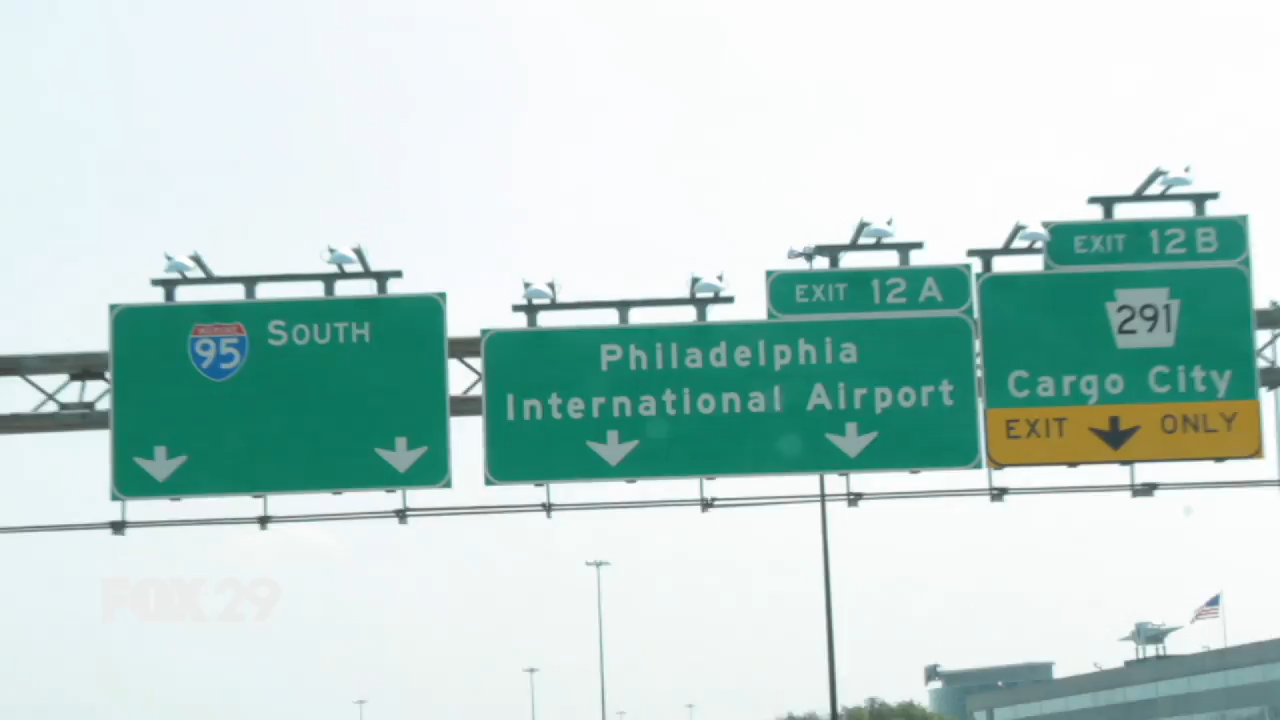 95 SOUTH
EXIT 12 A
Philadelphia
International Airport
EXIT 12 B
291
Cargo City
EXIT ONLY
FOX 29